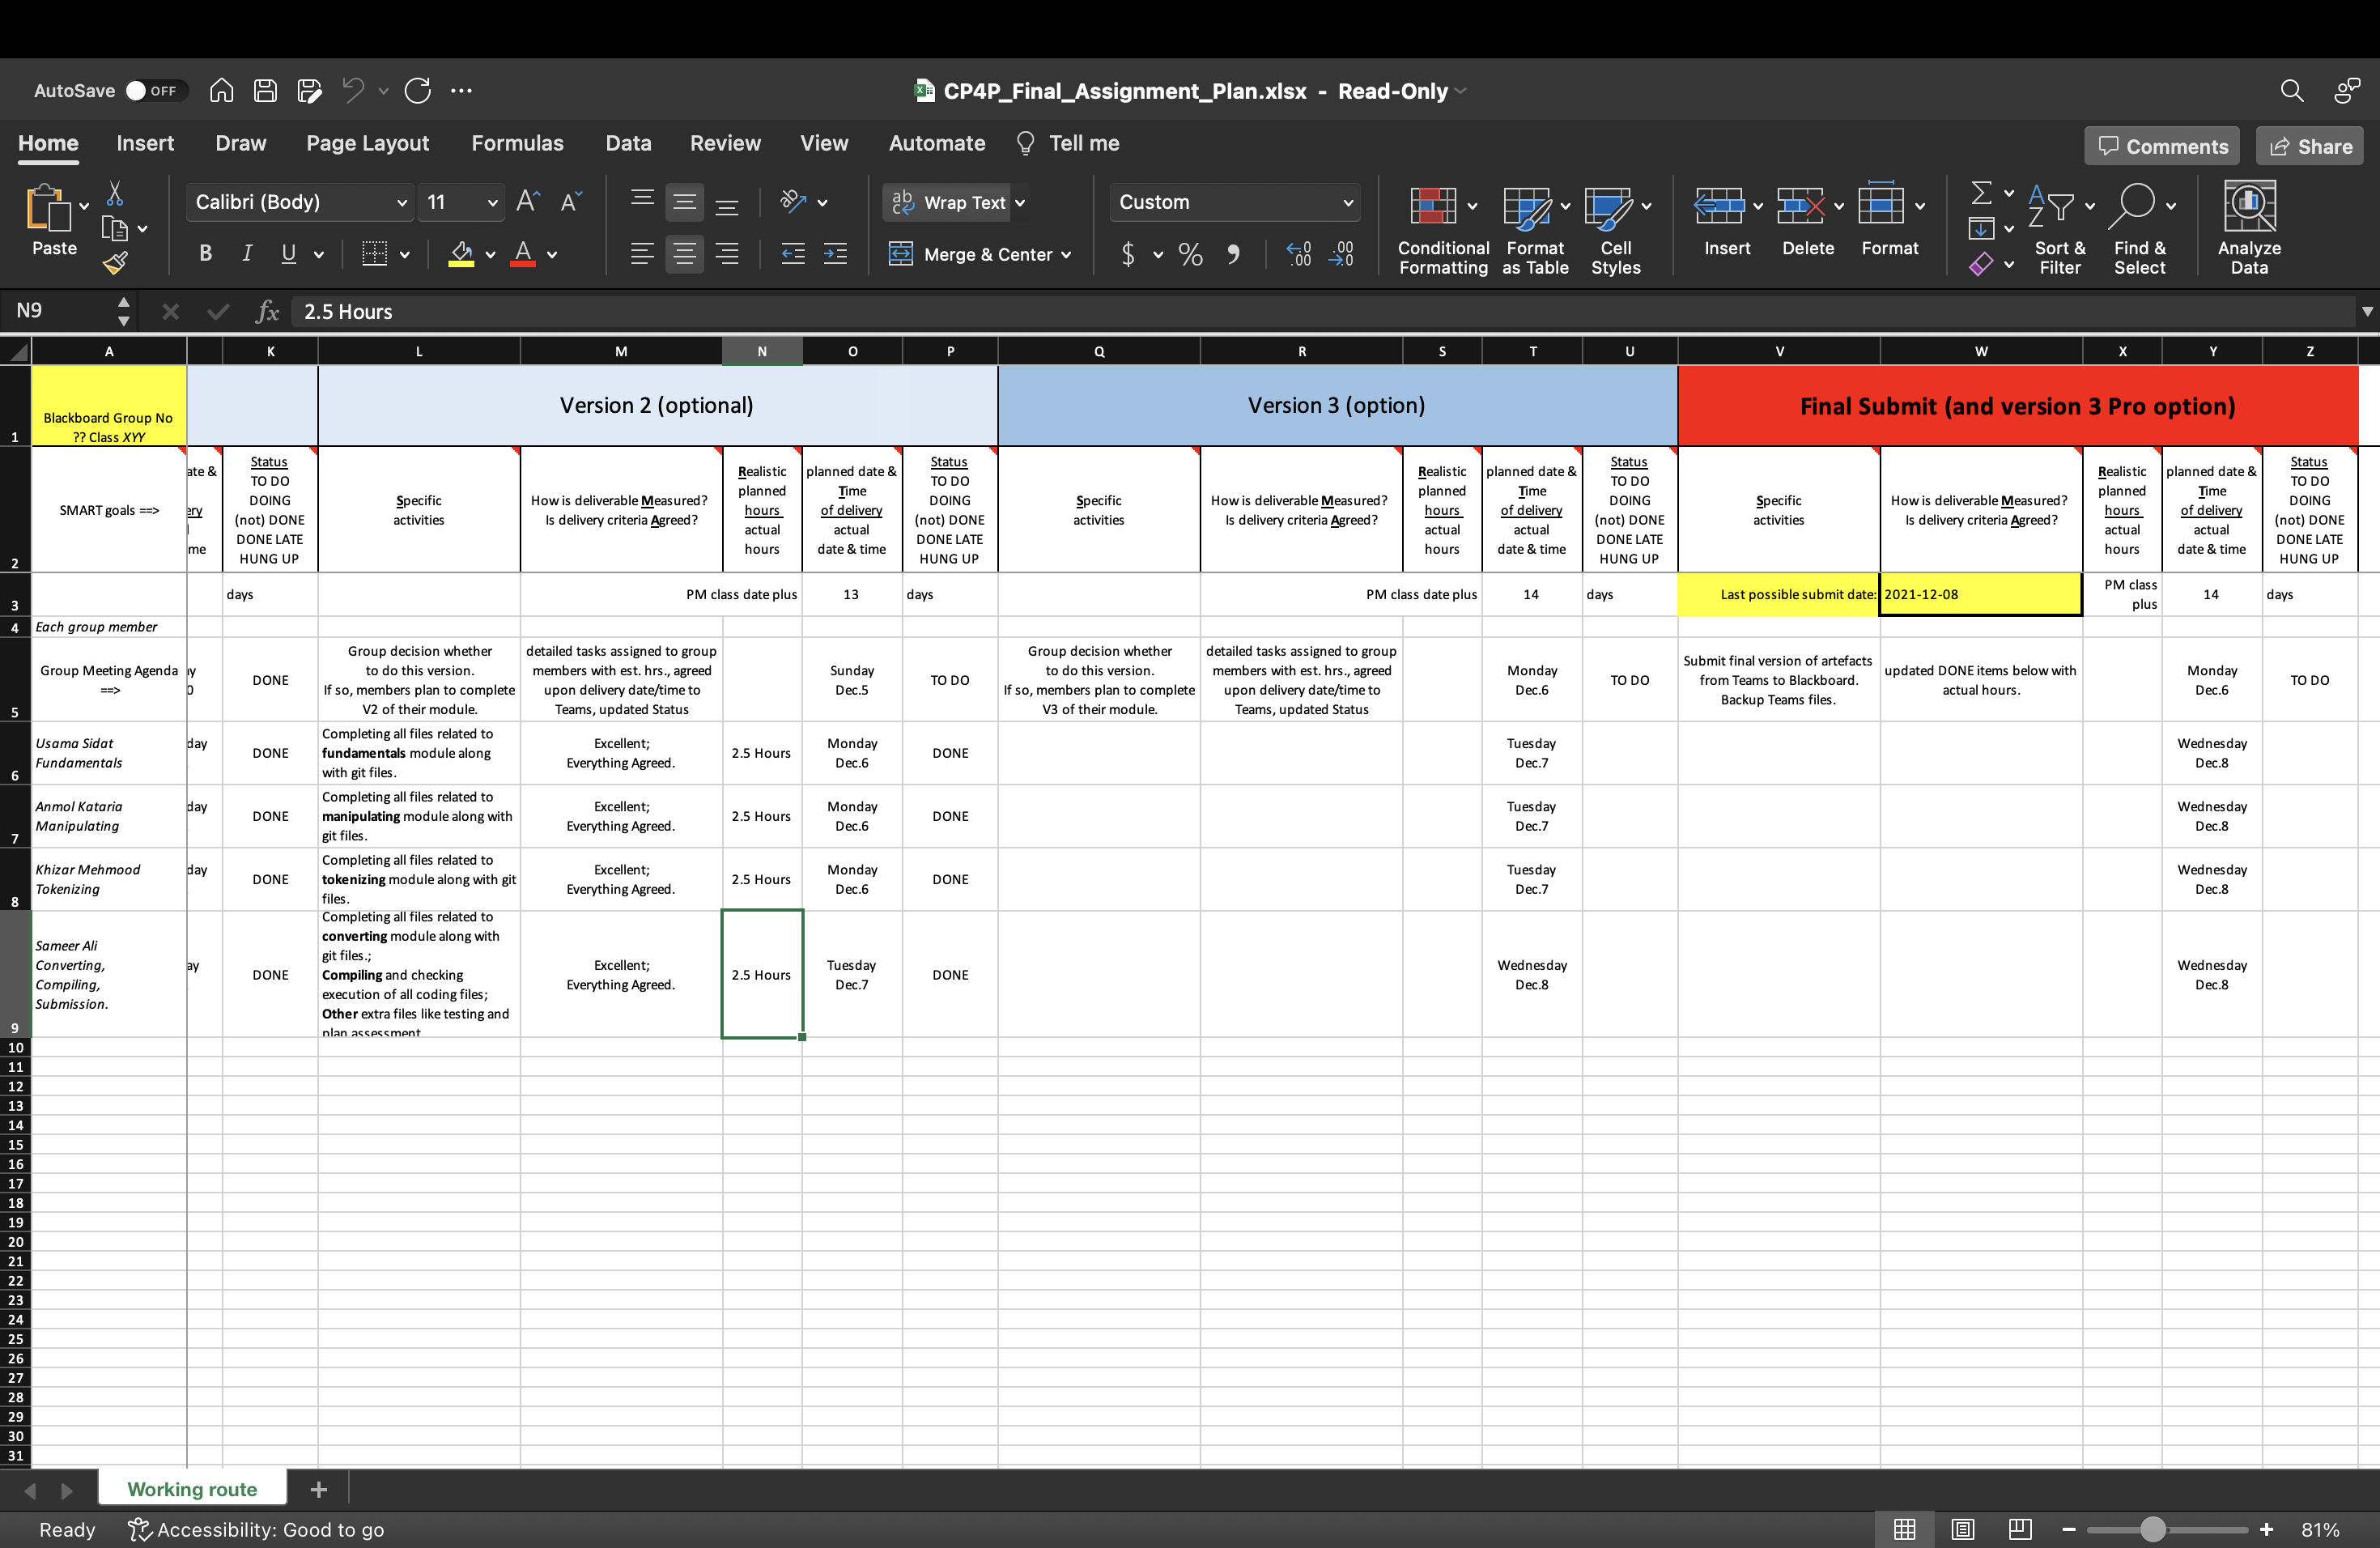 AutoSave OFF
CP4P_Final_Assignment_Plan.xlsx - Read-Only
Home Insert Draw Page Layout Formulas Data Review View Automate Tell me
Comments Share
Paste
Calibri (Body) 11
B I U
Wrap Text
Merge & Center
Custom
$ % 9
Conditional Formatting
Format as Table
Cell Styles
Insert Delete Format
Sort & Filter
Find & Select
Analyze Data
N9 fx 2.5 Hours
A K L M N O P Q R S T U V W X Y Z
1
Blackboard Group No
?? Class XYY
Version 2 (optional)
Version 3 (option)
Final Submit (and version 3 Pro option)
2
SMART goals ==>
ate &
ery
me
Status
TO DO
DOING
(not) DONE
DONE LATE
HUNG UP
Specific
activities
How is deliverable Measured?
Is delivery criteria Agreed?
Realistic
planned
hours
actual
hours
planned date &
Time
of delivery
actual
date & time
Status
TO DO
DOING
(not) DONE
DONE LATE
HUNG UP
Specific
activities
How is deliverable Measured?
Is delivery criteria Agreed?
Realistic
planned
hours
actual
hours
planned date &
Time
of delivery
actual
date & time
Status
TO DO
DOING
(not) DONE
DONE LATE
HUNG UP
Specific
activities
How is deliverable Measured?
Is delivery criteria Agreed?
Realistic
planned
hours
actual
hours
planned date &
Time
of delivery
actual
date & time
Status
TO DO
DOING
(not) DONE
DONE LATE
HUNG UP
3
days
PM class date plus 13 days
PM class date plus 14 days
Last possible submit date: 2021-12-08
PM class
plus
14 days
4
Each group member
5
Group Meeting Agenda
==>
DONE
Group decision whether
to do this version.
If so, members plan to complete
V2 of their module.
detailed tasks assigned to group
members with est. hrs., agreed
upon delivery date/time to
Teams, updated Status
Sunday
Dec.5
TO DO
Group decision whether
to do this version.
If so, members plan to complete
V3 of their module.
detailed tasks assigned to group
members with est. hrs., agreed
upon delivery date/time to
Teams, updated Status
Monday
Dec.6
TO DO
Submit final version of artefacts
from Teams to Blackboard.
Backup Teams files.
updated DONE items below with
actual hours.
Monday
Dec.6
TO DO
6
Usama Sidat
Fundamentals
day
DONE
Completing all files related to
fundamentals module along
with git files.
Excellent;
Everything Agreed.
2.5 Hours
Monday
Dec.6
DONE
Tuesday
Dec.7
Wednesday
Dec.8
7
Anmol Kataria
Manipulating
day
DONE
Completing all files related to
manipulating module along with
git files.
Excellent;
Everything Agreed.
2.5 Hours
Monday
Dec.6
DONE
Tuesday
Dec.7
Wednesday
Dec.8
8
Khizar Mehmood
Tokenizing
day
DONE
Completing all files related to
tokenizing module along with git
files.
Excellent;
Everything Agreed.
2.5 Hours
Monday
Dec.6
DONE
Tuesday
Dec.7
Wednesday
Dec.8
9
Sameer Ali
Converting,
Compiling,
Submission.
ay
DONE
Completing all files related to
converting module along with
git files.;
Compiling and checking
execution of all coding files;
Other extra files like testing and
plan assessment
Excellent;
Everything Agreed.
2.5 Hours
Tuesday
Dec.7
DONE
Wednesday
Dec.8
Wednesday
Dec.8
10
11
12
13
14
15
16
17
18
19
20
21
22
23
24
25
26
27
28
29
30
31
Working route +
Ready Accessibility: Good to go
81%